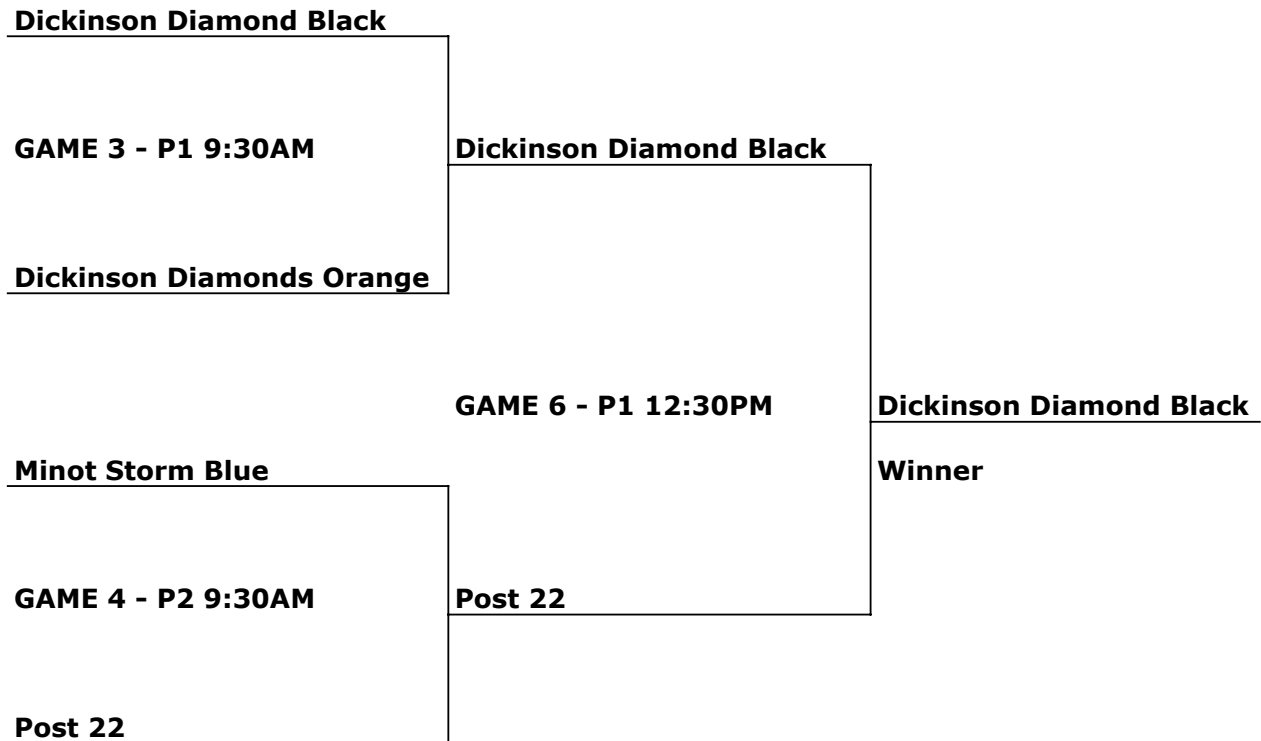 Dickinson Diamond Black
GAME 3 - P1 9:30AM
Dickinson Diamond Black
Dickinson Diamonds Orange
GAME 6 - P1 12:30PM
Dickinson Diamond Black
Minot Storm Blue
Winner
GAME 4 - P2 9:30AM
Post 22
Post 22